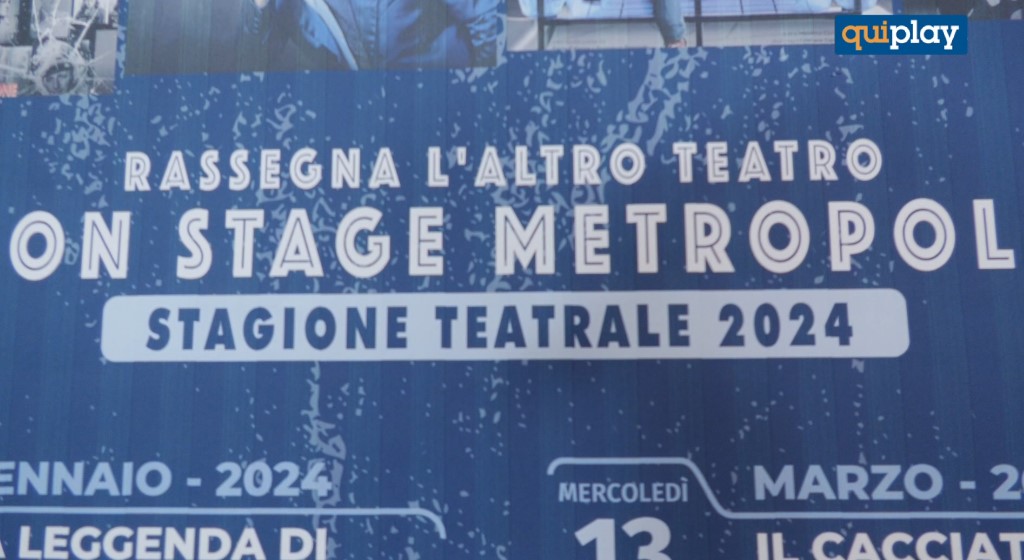 quiplay
RASSEGNA L'ALTRO TEATRO
ON STAGE METROPOL
STAGIONE TEATRALE 2024
ENNAIO - 2024
LEGGENDA DI
MERCOLEDÌ
13
MARZO - 2
IL CACCIAT